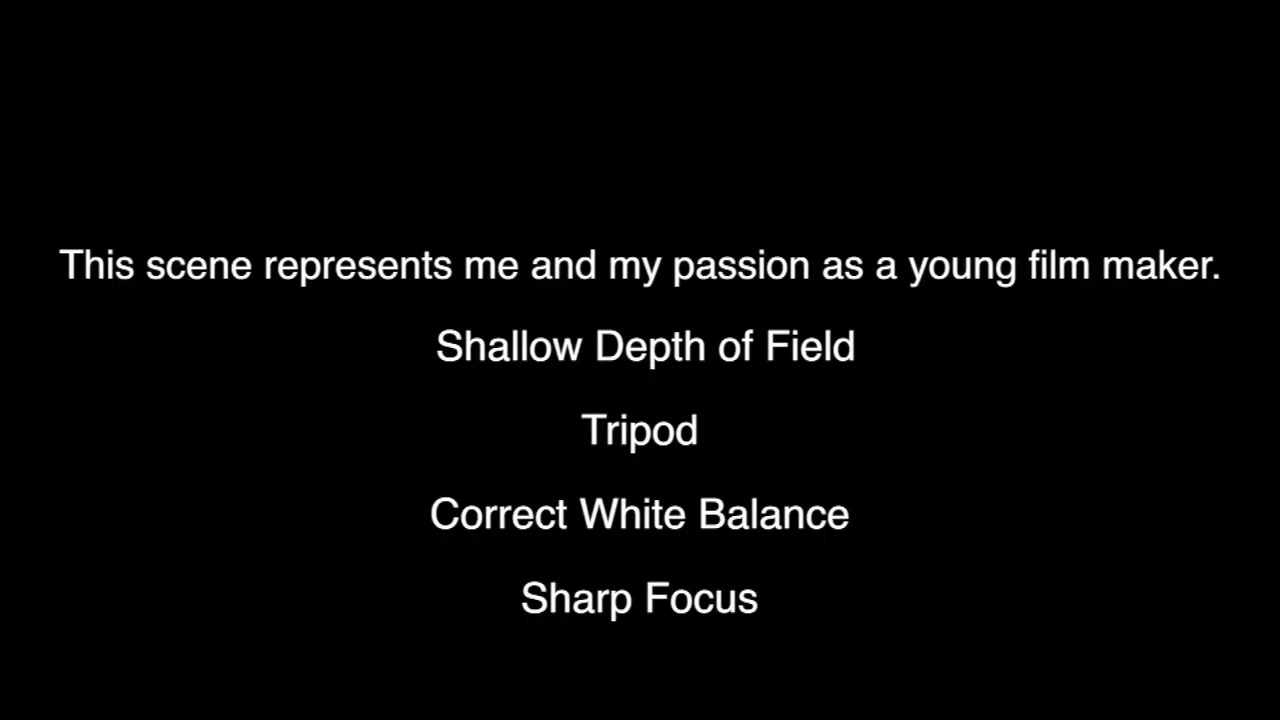 This scene represents me and my passion as a young film maker.
Shallow Depth of Field
Tripod
Correct White Balance
Sharp Focus